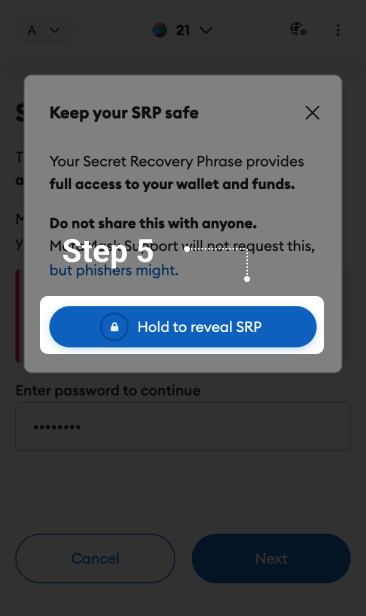 A
21
Keep your SRP safe
Your Secret Recovery Phrase provides
full access to your wallet and funds.
Do not share this with anyone.
MetaMask Support will not request this,
but phishers might.
Step 5
Hold to reveal SRP
Enter password to continue
••••••••
Cancel
Next